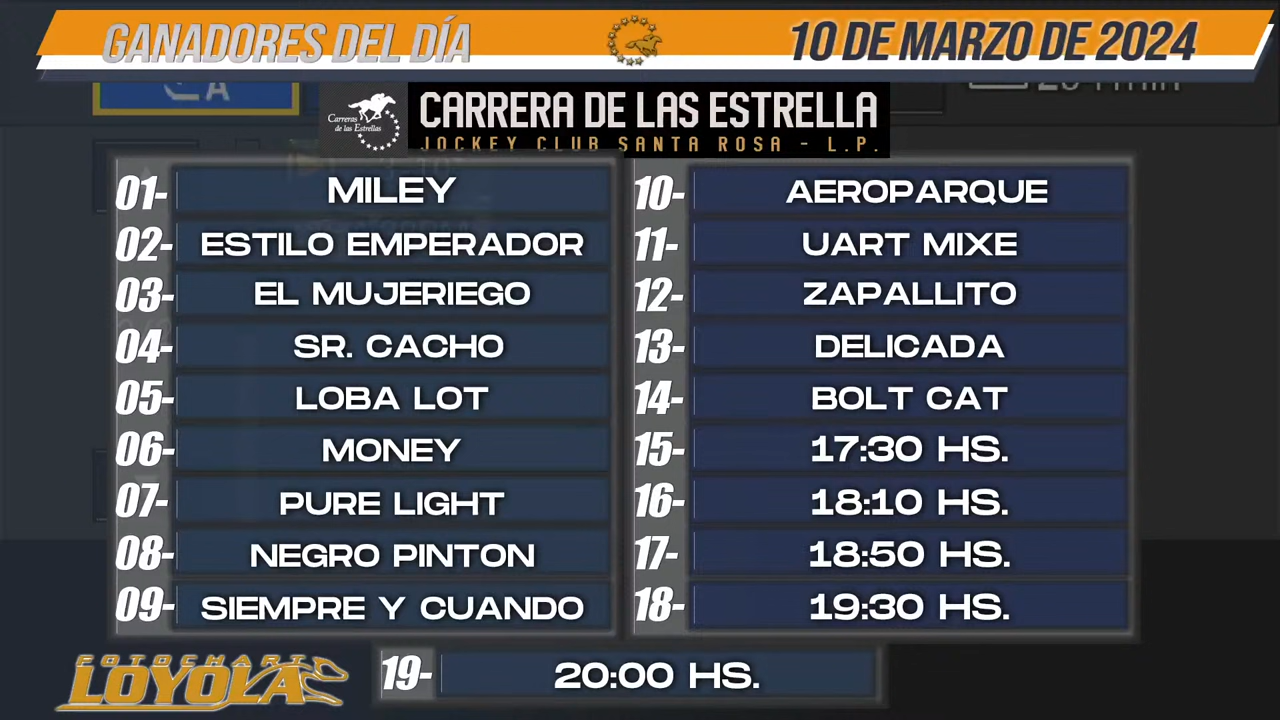 GANADORES DEL DÍA
10 DE MARZO DE 2024
Carreras
de las Estrellas
CARRERA DE LAS ESTRELLA
JOCKEY CLUB SANTA ROSA - L.P.
01- MILEY
02- ESTILO EMPERADOR
03- EL MUJERIEGO
04- SR. CACHO
05- LOBA LOT
06- MONEY
07- PURE LIGHT
08- NEGRO PINTON
09- SIEMPRE Y CUANDO
10- AEROPARQUE
11- UART MIXE
12- ZAPALLITO
13- DELICADA
14- BOLT CAT
15- 17:30 HS.
16- 18:10 HS.
17- 18:50 HS.
18- 19:30 HS.
19- 20:00 HS.
FOTOCHART
LOYOLA